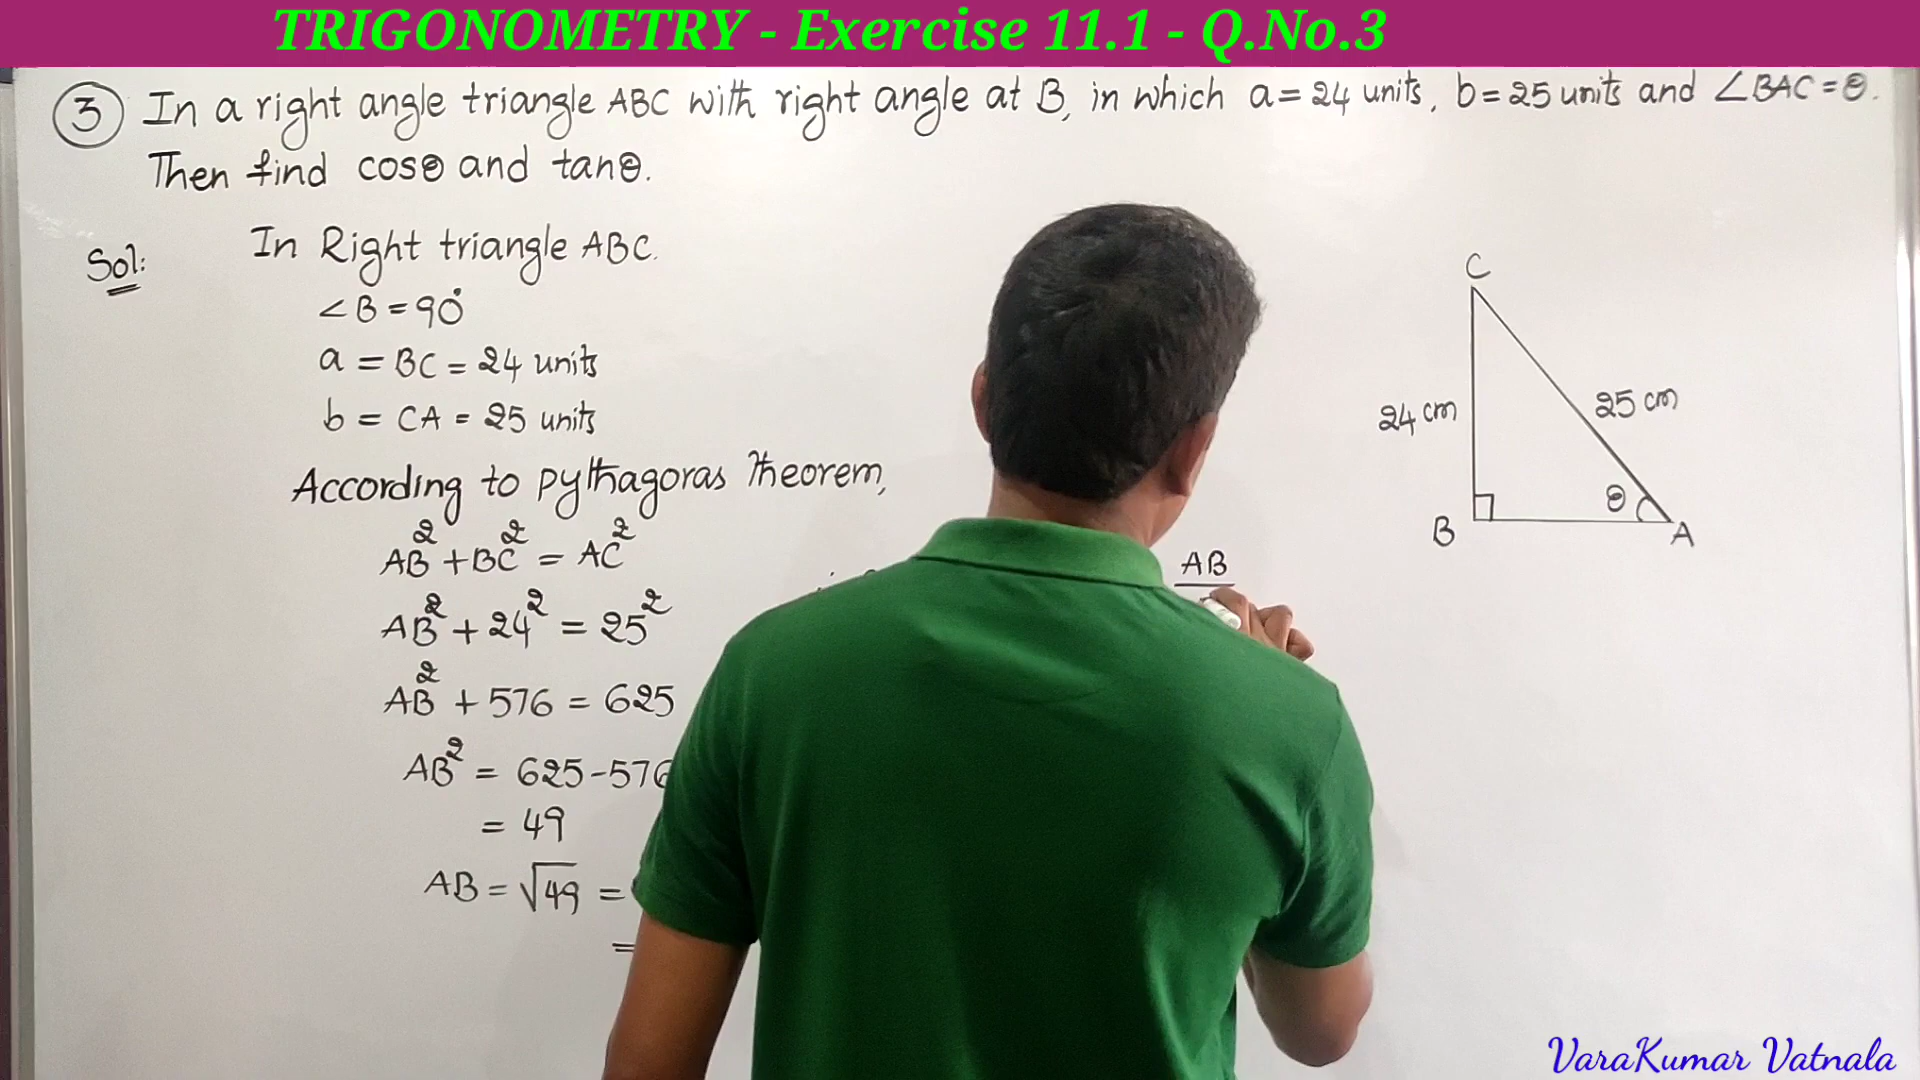 TRIGONOMETRY - Exercise 11.1 - Q.No.3
3 In a right angle triangle ABC with right angle at B, in which a = 24 units, b = 25 units and ∠BAC = θ.
Then find cosθ and tanθ.
Sol: In Right triangle ABC.
∠B = 90°
a = BC = 24 units
b = CA = 25 units
According to pythagoras theorem,
AB² + BC² = AC²
AB² + 24² = 25²
AB² + 576 = 625
AB² = 625 - 576
= 49
AB = √49 =
=
AB
C
24 cm
25 cm
θ
B
A
VaraKumar Vatnala